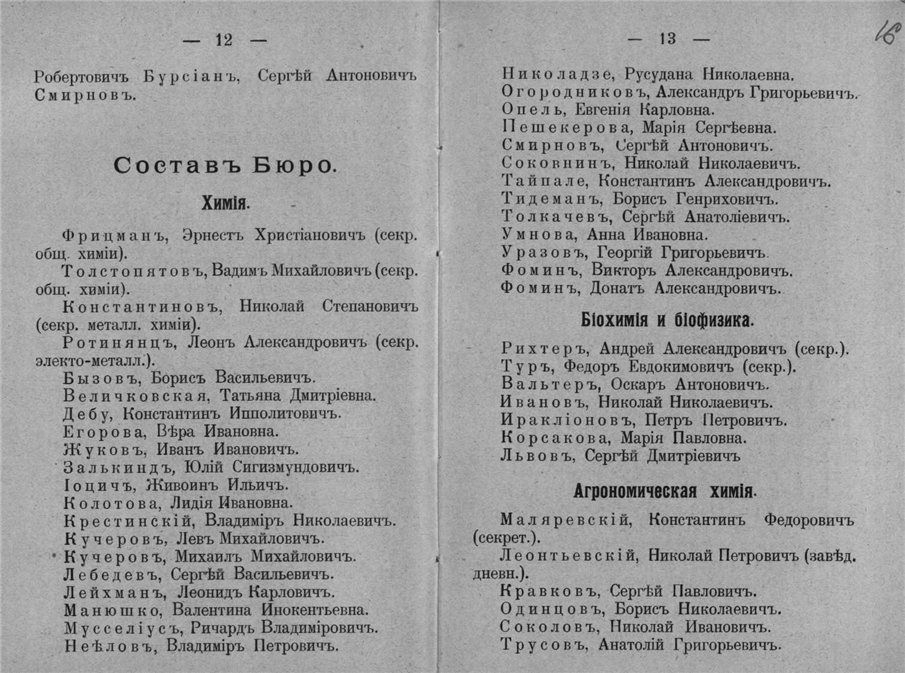 — 12 —
Робертовичъ Бурсіанъ, Сергѣй Антоновичъ
Смирновъ.
Составъ Бюро.
Химія.
Фрицманъ, Эрнестъ Христіановичъ (секр.
общ. химіи).
Толстопятовъ, Вадимъ Михайловичъ (секр.
общ. химіи).
Константиновъ, Николай Степановичъ
(секр. металл. химіи).
Ротинянцъ, Леонъ Александровичъ (секр.
электо-металл.).
Бызовъ, Борисъ Васильевичъ.
Величковская, Татьяна Дмитріевна.
Дебу, Константинъ Ипполитовичъ.
Егорова, Вѣра Ивановна.
Жуковъ, Иванъ Ивановичъ.
Залькиндъ, Юлій Сигизмундовичъ.
Іоцичъ, Живоинъ Ильичъ.
Колотова, Лидія Ивановна.
Крестинскій, Владиміръ Николаевичъ.
Кучеровъ, Левъ Михайловичъ.
Кучеровъ, Михаилъ Михайловичъ.
Лебедевъ, Сергѣй Васильевичъ.
Лейхманъ, Леонидъ Карловичъ.
Манюшко, Валентина Инокентьевна.
Мусселіусъ, Ричардъ Владиміровичъ.
Неѣловъ, Владиміръ Петровичъ.
— 13 —
16
Николадзе, Русудана Николаевна.
Огородниковъ, Александръ Григорьевичъ.
Опель, Евгенія Карловна.
Пешекерова, Марія Сергѣевна.
Смирновъ, Сергѣй Антоновичъ.
Соковнинъ, Николай Николаевичъ.
Тайпале, Константинъ Александровичъ.
Тидеманъ, Борисъ Генриховичъ.
Толкачевъ, Сергѣй Анатоліевичъ.
Умнова, Анна Ивановна.
Уразовъ, Георгій Григорьевичъ
Фоминъ, Викторъ Александровичъ.
Фоминъ, Донатъ Александровичъ.
Біохимія и біофизика.
Рихтеръ, Андрей Александровичъ (секр.).
Туръ, Федоръ Евдокимовичъ (секр.).
Вальтеръ, Оскаръ Антоновичъ.
Ивановъ, Николай Николаевичъ.
Иракліоновъ, Петръ Петровичъ.
Корсакова, Марія Павловна.
Львовъ, Сергѣй Дмитріевичъ
Агрономическая химія.
Маляревскій, Константинъ Федоровичъ
(секрет.).
Леонтьевскій, Николай Петровичъ (завѣд.
дневн.).
Кравковъ, Сергѣй Павловичъ.
Одинцовъ, Борисъ Николаевичъ.
Соколовъ, Николай Ивановичъ.
Трусовъ, Анатолій Григорьевичъ.